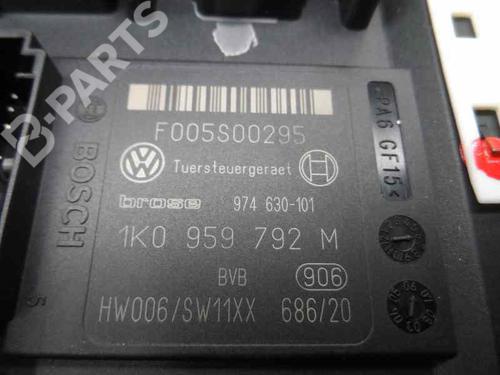 B-PARTS
F005S00295
Tuersteuergeraet
BOSCH
brose 974 630-101
1K0 959 792 M
BVB 906
HW006/SW11XX 686/20
>PA6 GF15<
5